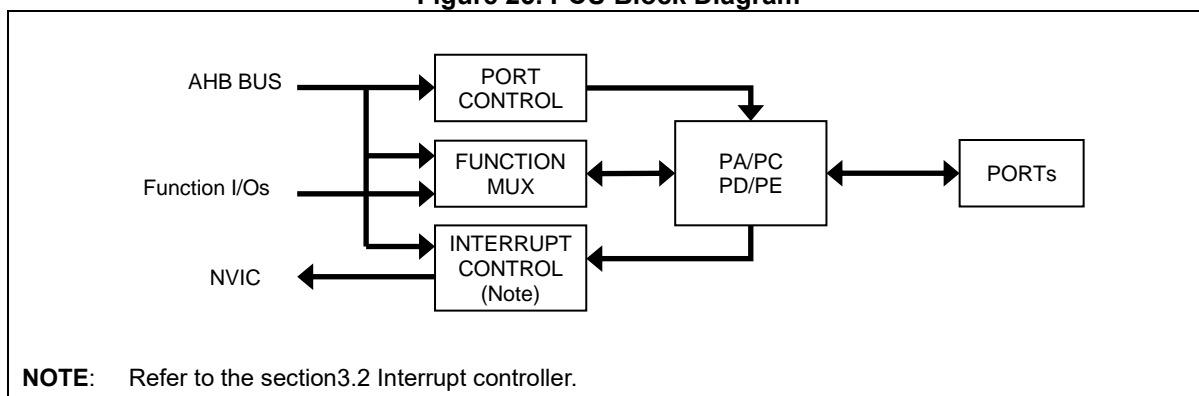 AHB BUS
PORT
CONTROL
Function I/Os
FUNCTION
MUX
PA/PC
PD/PE
PORTs
NVIC
INTERRUPT
CONTROL
(Note)
NOTE: Refer to the section3.2 Interrupt controller.